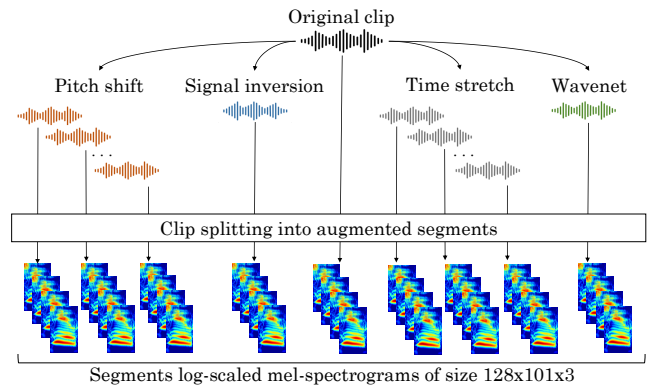 Original clip
Pitch shift
Signal inversion
Time stretch
Wavenet
. . .
. . .
Clip splitting into augmented segments
Segments log-scaled mel-spectrograms of size 128x101x3